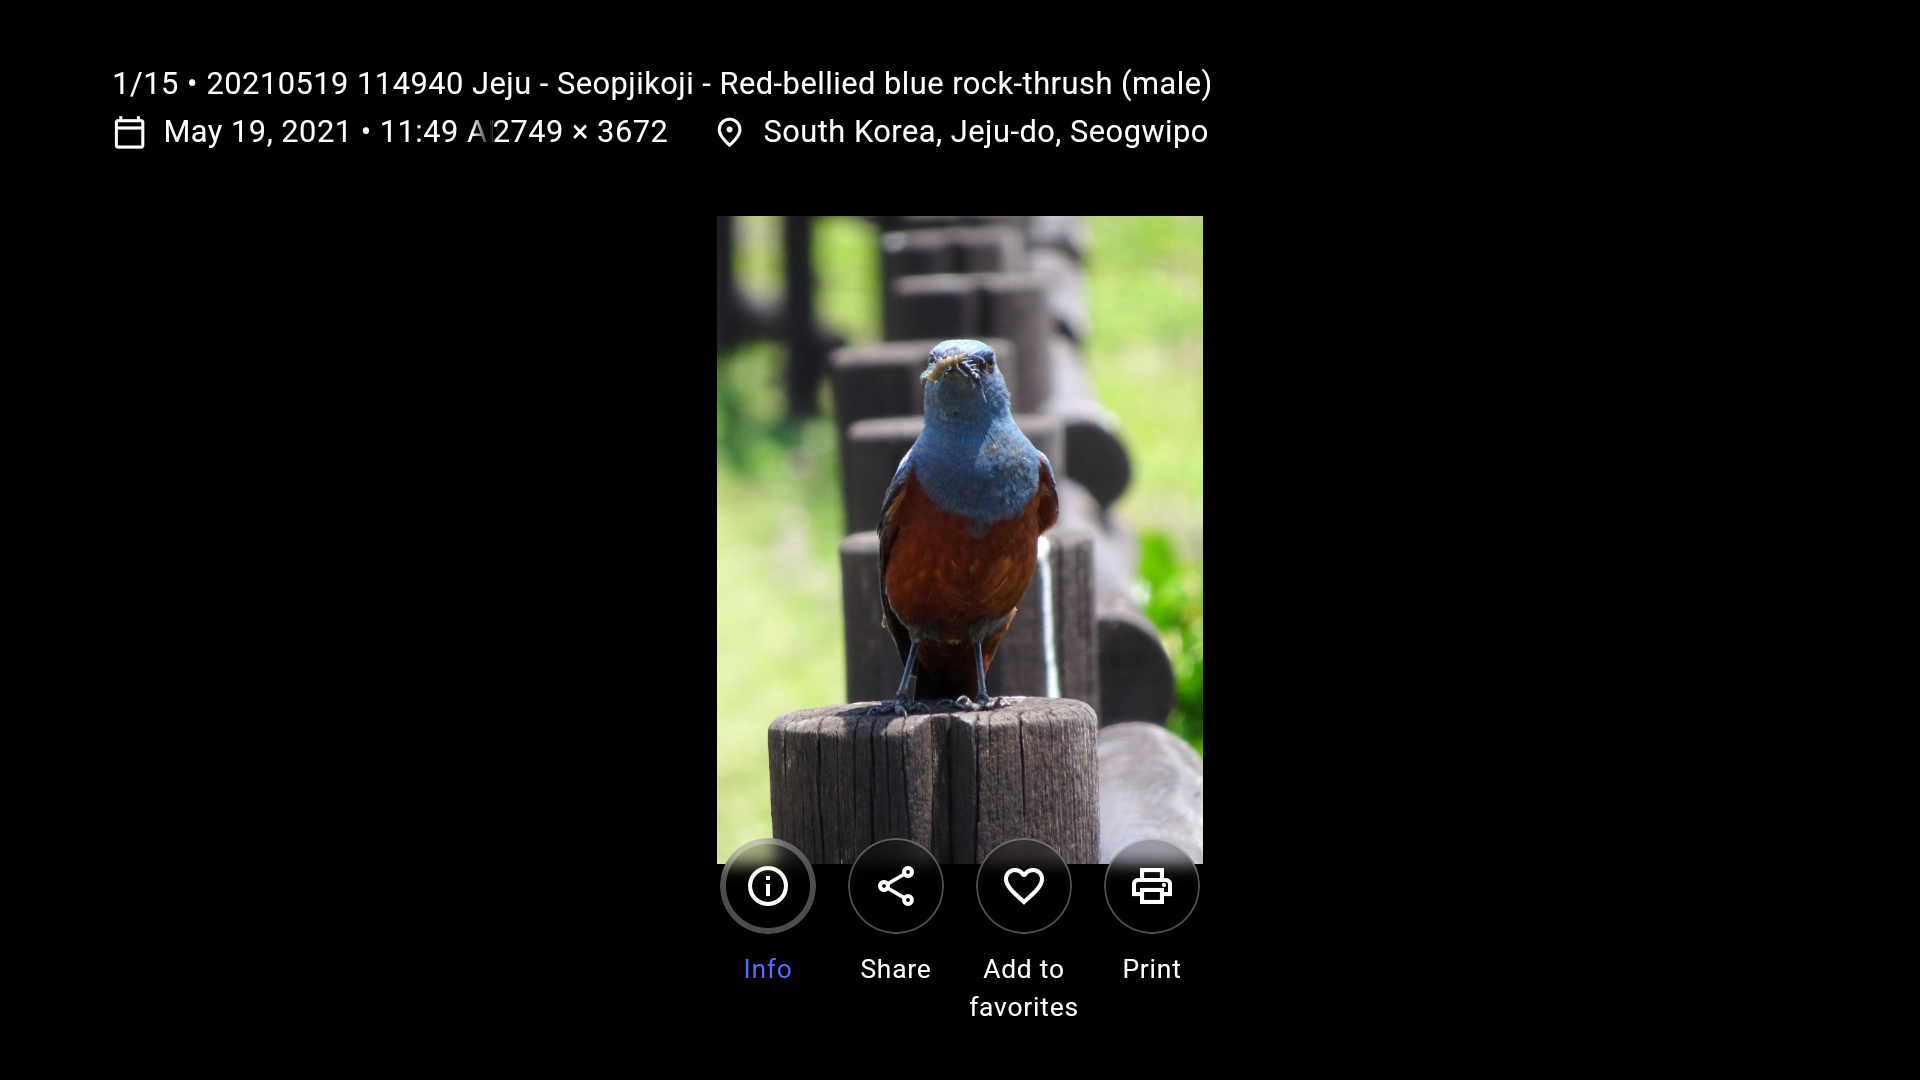 1/15 • 20210519 114940 Jeju - Seopjikoji - Red-bellied blue rock-thrush (male)
May 19, 2021 • 11:49 A 2749 × 3672 South Korea, Jeju-do, Seogwipo
Info Share Add to favorites Print